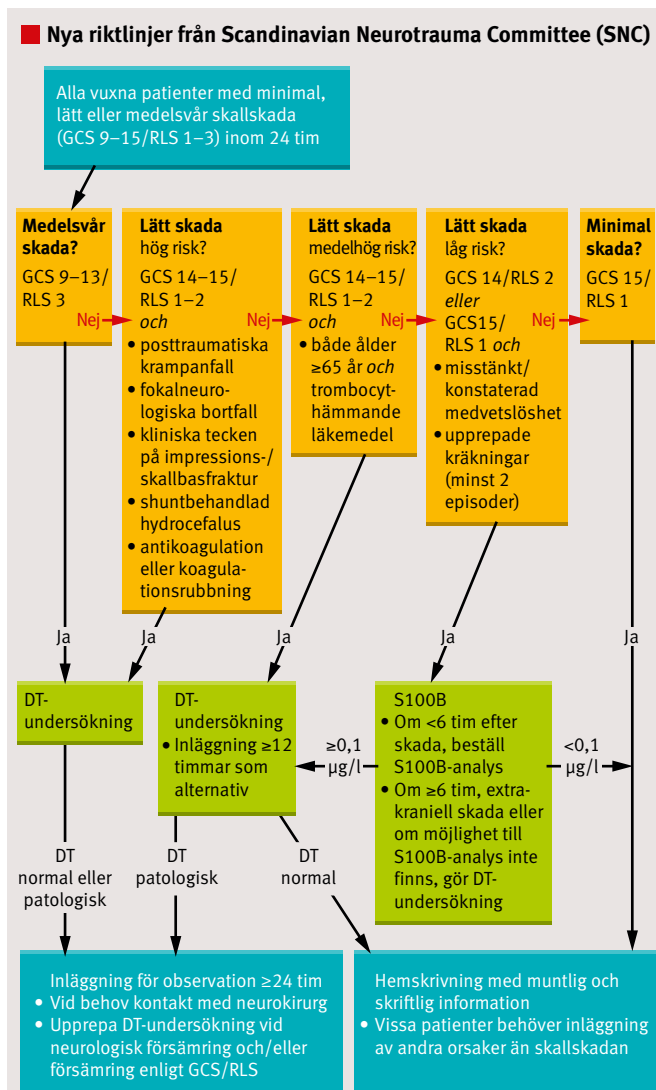 Nya riktlinjer från Scandinavian Neurotrauma Committee (SNC)
Alla vuxna patienter med minimal,
lätt eller medelsvår skallskada
(GCS 9–15/RLS 1–3) inom 24 tim
Medelsvår
skada?
GCS 9–13/
RLS 3
Nej
Lätt skada
hög risk?
GCS 14–15/
RLS 1–2
och
• posttraumatiska
krampanfall
• fokalneuro-
logiska bortfall
• kliniska tecken
på impressions-/
skallbasfraktur
• shuntbehandlad
hydrocefalus
• antikoagulation
eller koagula-
tionsrubbning
Nej
Lätt skada
medelhög risk?
GCS 14–15/
RLS 1–2
och
• både ålder
≥65 år och
trombocyt-
hämmande
läkemedel
Nej
Lätt skada
låg risk?
GCS 14/RLS 2
eller
GCS15/
RLS 1 och
• misstänkt/
konstaterad
medvetslöshet
• upprepade
kräkningar
(minst 2
episoder)
Nej
Minimal
skada?
GCS 15/
RLS 1
Ja
Ja
Ja
Ja
Ja
DT-
undersökning
DT-
undersökning
• Inläggning ≥12
timmar som
alternativ
≥0,1
µg/l
S100B
• Om <6 tim efter
skada, beställ
S100B-analys
• Om ≥6 tim, extra-
kraniell skada eller
om möjlighet till
S100B-analys inte
finns, gör DT-
undersökning
<0,1
µg/l
DT
normal eller
patologisk
DT
patologisk
DT
normal
Inläggning för observation ≥24 tim
• Vid behov kontakt med neurokirurg
• Upprepa DT-undersökning vid
neurologisk försämring och/eller
försämring enligt GCS/RLS
Hemskrivning med muntlig och
skriftlig information
• Vissa patienter behöver inläggning
av andra orsaker än skallskadan